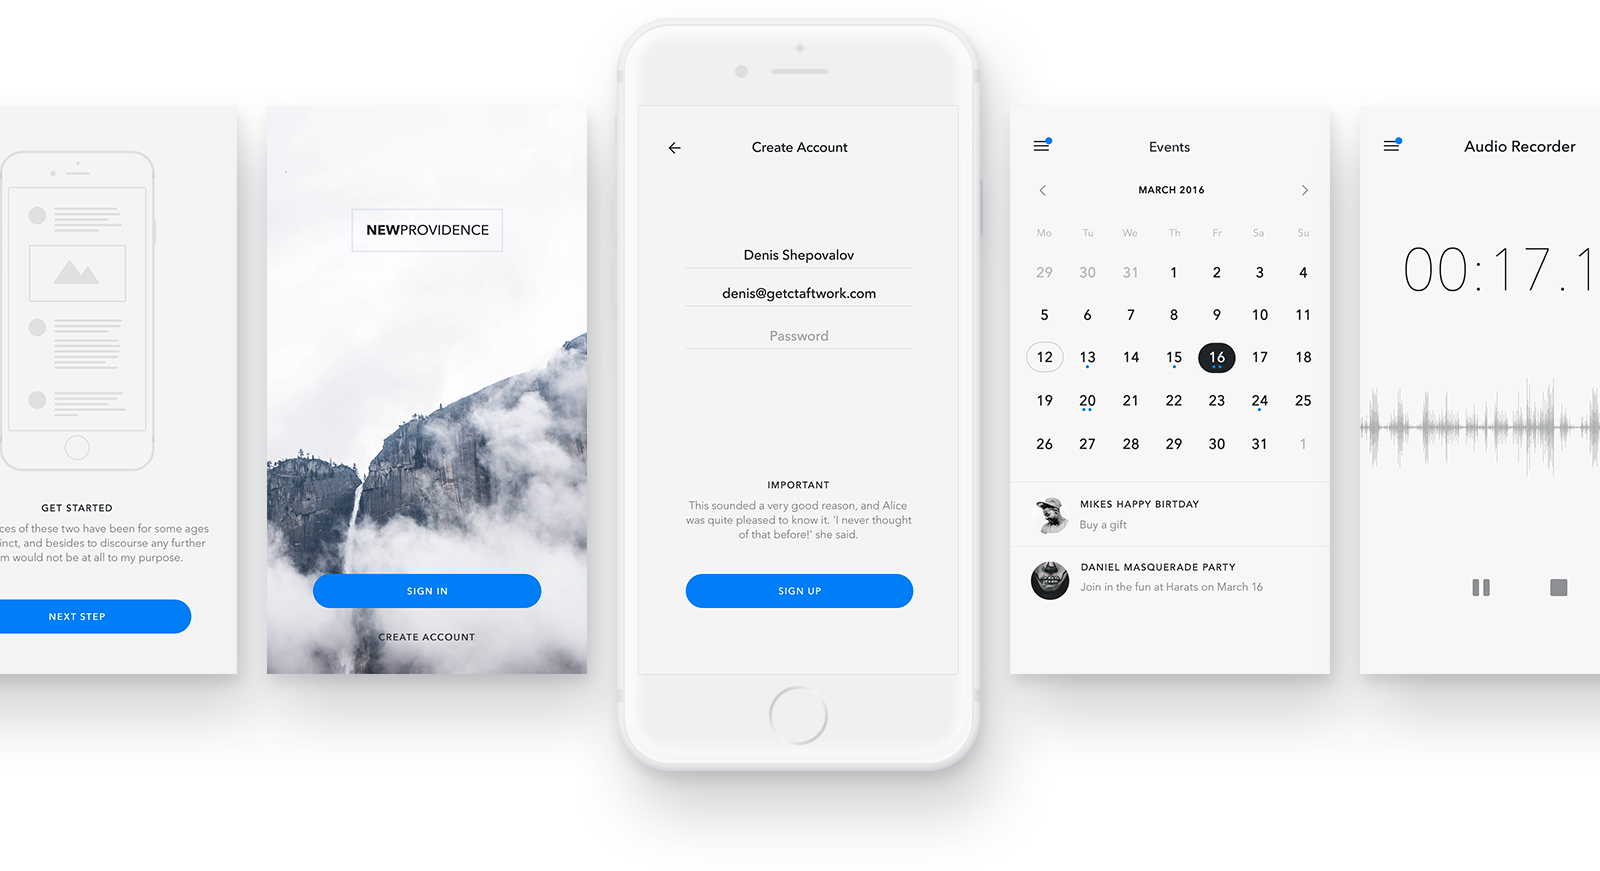 GET STARTED
ces of these two have been for some ages
inct, and besides to discourse any further
m would not be at all to my purpose.
NEXT STEP
NEWPROVIDENCE
SIGN IN
CREATE ACCOUNT
Create Account
Denis Shepovalov
denis@getctaftwork.com
Password
IMPORTANT
This sounded a very good reason, and Alice
was quite pleased to know it. 'I never thought
of that before!' she said.
SIGN UP
Events
MARCH 2016
Mo Tu We Th Fr Sa Su
29 30 31 1 2 3 4
5 6 7 8 9 10 11
12 13 14 15 16 17 18
19 20 21 22 23 24 25
26 27 28 29 30 31 1
MIKES HAPPY BIRTDAY
Buy a gift
DANIEL MASQUERADE PARTY
Join in the fun at Harats on March 16
Audio Recorder
00:17.1